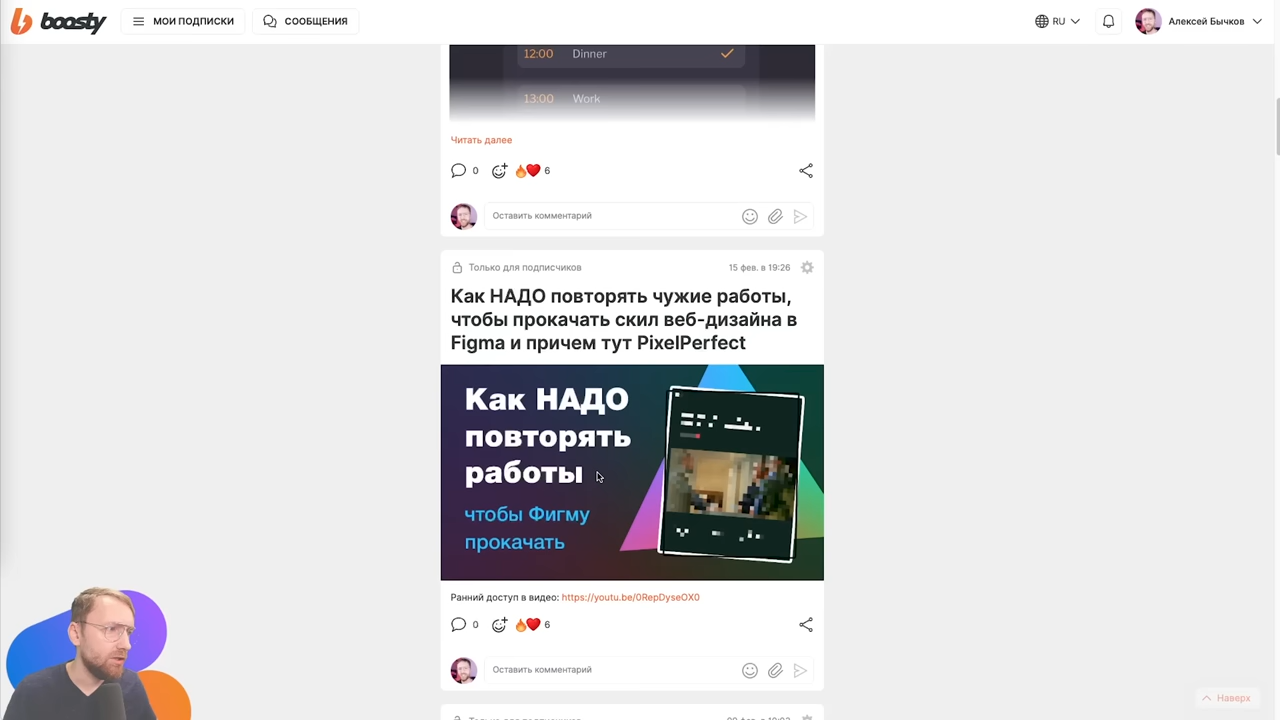 boosty
МОИ ПОДПИСКИ
СООБЩЕНИЯ
RU
Алексей Бычков
12:00 Dinner
13:00 Work
Читать далее
0
6
Оставить комментарий
Только для подписчиков
15 фев. в 19:26
Как НАДО повторять чужие работы,
чтобы прокачать скил веб-дизайна в
Figma и причем тут PixelPerfect
Как НАДО
повторять
работы
чтобы Фигму
прокачать
Ранний доступ в видео: https://youtu.be/0RepDyseOX0
0
6
Оставить комментарий
Наверх